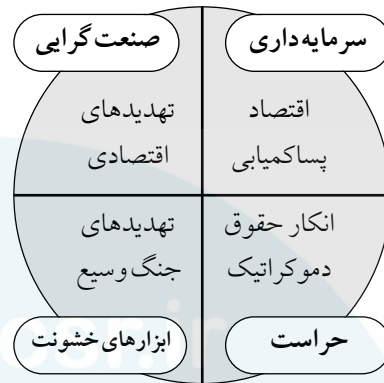 سرمایه‌داری
صنعت‌گرایی
اقتصاد
پساکمیابی
تهدیدهای
اقتصادی
انکار حقوق
دموکراتیک
تهدیدهای
جنگ وسیع
حراست
ابزارهای خشونت